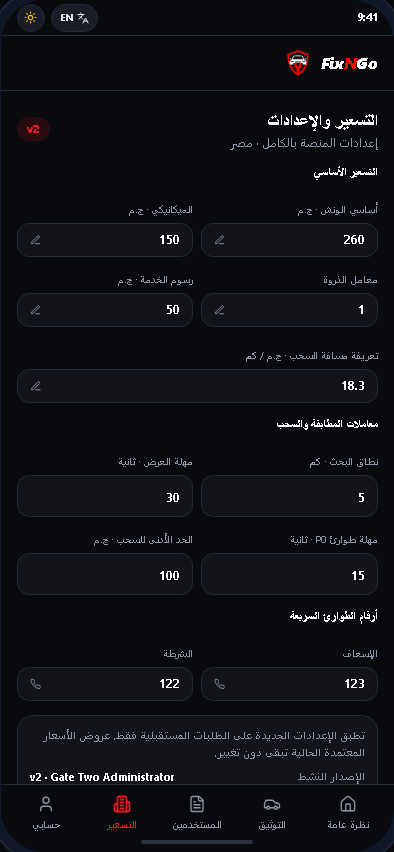 9:41
EN
FixNGo
التسعير والإعدادات
v2
إعدادات المنصة بالكامل · مصر
التسعير الأساسي
أساسي الونش · ج.م
الميكانيكي · ج.م
260
150
معامل الذروة
رسوم الخدمة · ج.م
1
50
تعريفة مسافة السحب · ج.م / كم
18.3
معاملات المطابقة والسحب
نطاق البحث · كم
مهلة العرض · ثانية
5
30
مهلة طوارئ P0 · ثانية
الحد الأدنى للسحب · ج.م
15
100
أرقام الطوارئ السريعة
الإسعاف
الشرطة
123
122
تطبق الإعدادات الجديدة على الطلبات المستقبلية فقط. عروض الأسعار
المعتمدة الحالية تبقى دون تغيير.
الإصدار النشط
v2 · Gate Two Administrator
نظرة عامة
التوثيق
المستخدمين
التسعير
حسابي